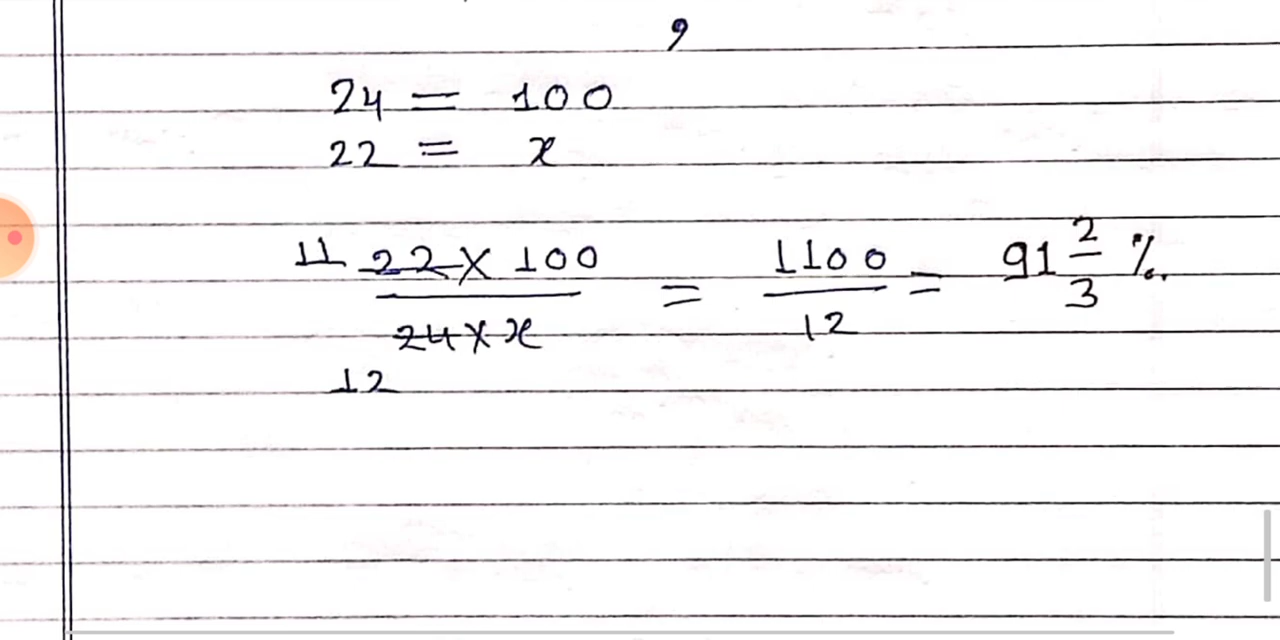 9
24 = 100
22 = x
11 22 × 100
24 × x
12
= 1100/12 = 91 2/3 %.